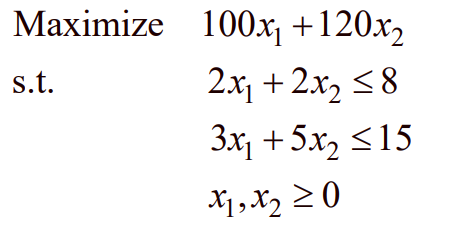 Maximize 100x₁ + 120x₂
s.t. 2x₁ + 2x₂ ≤ 8
3x₁ + 5x₂ ≤ 15
x₁, x₂ ≥ 0